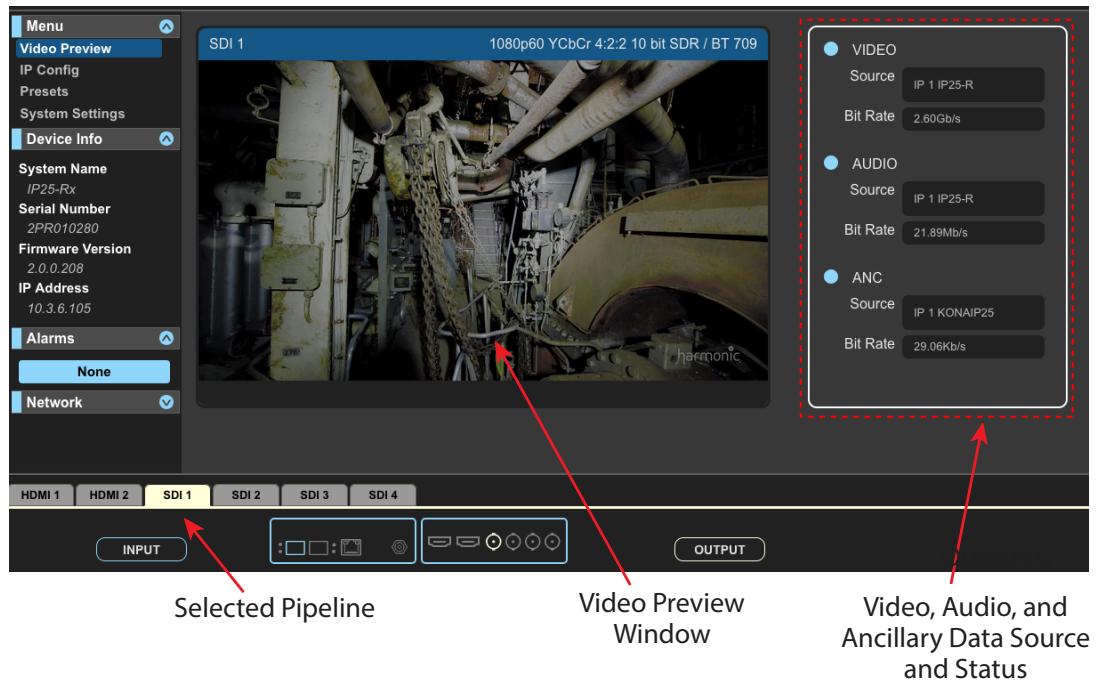 Menu
Video Preview
IP Config
Presets
System Settings
Device Info
System Name
IP25-Rx
Serial Number
2PR010280
Firmware Version
2.0.0.208
IP Address
10.3.6.105
Alarms
None
Network
SDI 1
1080p60 YCbCr 4:2:2 10 bit SDR / BT 709
harmonic
VIDEO
Source
IP 1 IP25-R
Bit Rate
2.60Gb/s
AUDIO
Source
IP 1 IP25-R
Bit Rate
21.89Mb/s
ANC
Source
IP 1 KONAIP25
Bit Rate
29.06Kb/s
HDMI 1
HDMI 2
SDI 1
SDI 2
SDI 3
SDI 4
INPUT
OUTPUT
Selected Pipeline
Video Preview
Window
Video, Audio, and
Ancillary Data Source
and Status